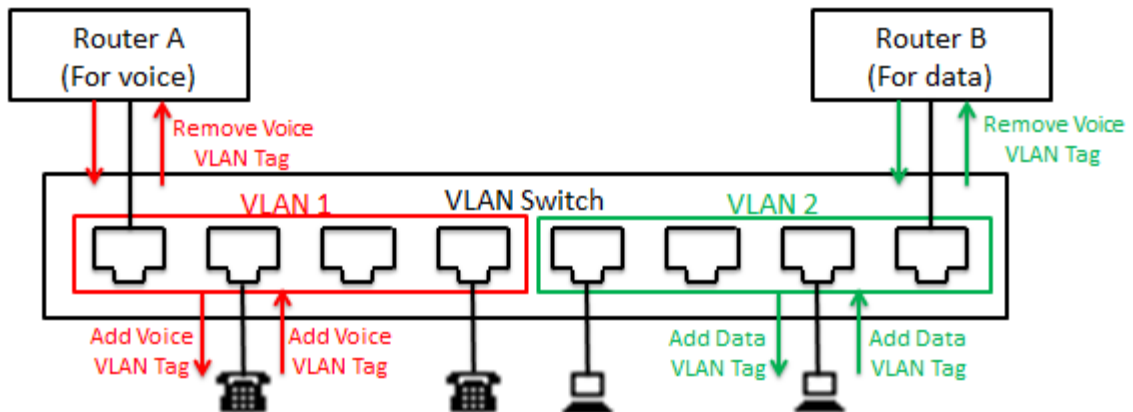 Router A
(For voice)
Router B
(For data)
Remove Voice
VLAN Tag
Remove Voice
VLAN Tag
VLAN 1
VLAN Switch
VLAN 2
Add Voice
VLAN Tag
Add Voice
VLAN Tag
Add Data
VLAN Tag
Add Data
VLAN Tag